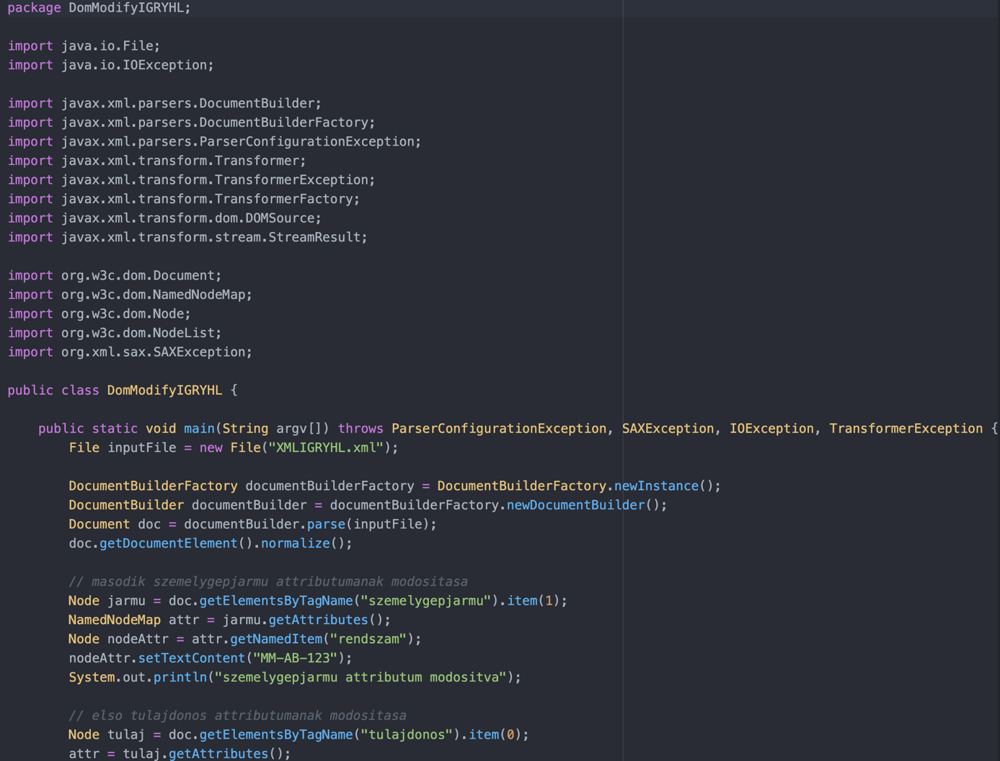 package DomModifyIGRYHL;
import java.io.File;
import java.io.IOException;
import javax.xml.parsers.DocumentBuilder;
import javax.xml.parsers.DocumentBuilderFactory;
import javax.xml.parsers.ParserConfigurationException;
import javax.xml.transform.Transformer;
import javax.xml.transform.TransformerException;
import javax.xml.transform.TransformerFactory;
import javax.xml.transform.dom.DOMSource;
import javax.xml.transform.stream.StreamResult;
import org.w3c.dom.Document;
import org.w3c.dom.NamedNodeMap;
import org.w3c.dom.Node;
import org.w3c.dom.NodeList;
import org.xml.sax.SAXException;
public class DomModifyIGRYHL {
public static void main(String argv[]) throws ParserConfigurationException, SAXException, IOException, TransformerException {
File inputFile = new File("XMLIGRYHL.xml");
DocumentBuilderFactory documentBuilderFactory = DocumentBuilderFactory.newInstance();
DocumentBuilder documentBuilder = documentBuilderFactory.newDocumentBuilder();
Document doc = documentBuilder.parse(inputFile);
doc.getDocumentElement().normalize();
// masodik szemelygepjarmu attributumanak modositasa
Node jarmu = doc.getElementsByTagName("szemelygepjarmu").item(1);
NamedNodeMap attr = jarmu.getAttributes();
Node nodeAttr = attr.getNamedItem("rendszam");
nodeAttr.setTextContent("MM-AB-123");
System.out.println("szemelygepjarmu attributum modositva");
// elso tulajdonos attributumanak modositasa
Node tulaj = doc.getElementsByTagName("tulajdonos").item(0);
attr = tulaj.getAttributes();